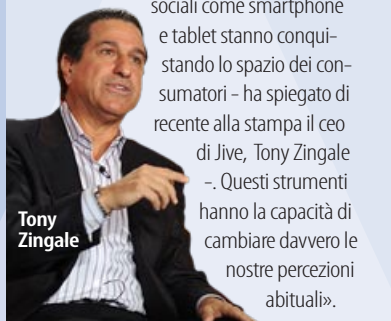 sociali come smartphone
e tablet stanno conqui-
stando lo spazio dei con-
sumatori - ha spiegato di
recente alla stampa il ceo
di Jive, Tony Zingale
-. Questi strumenti
hanno la capacità di
cambiare davvero le
nostre percezioni
abituali».
Tony
Zingale